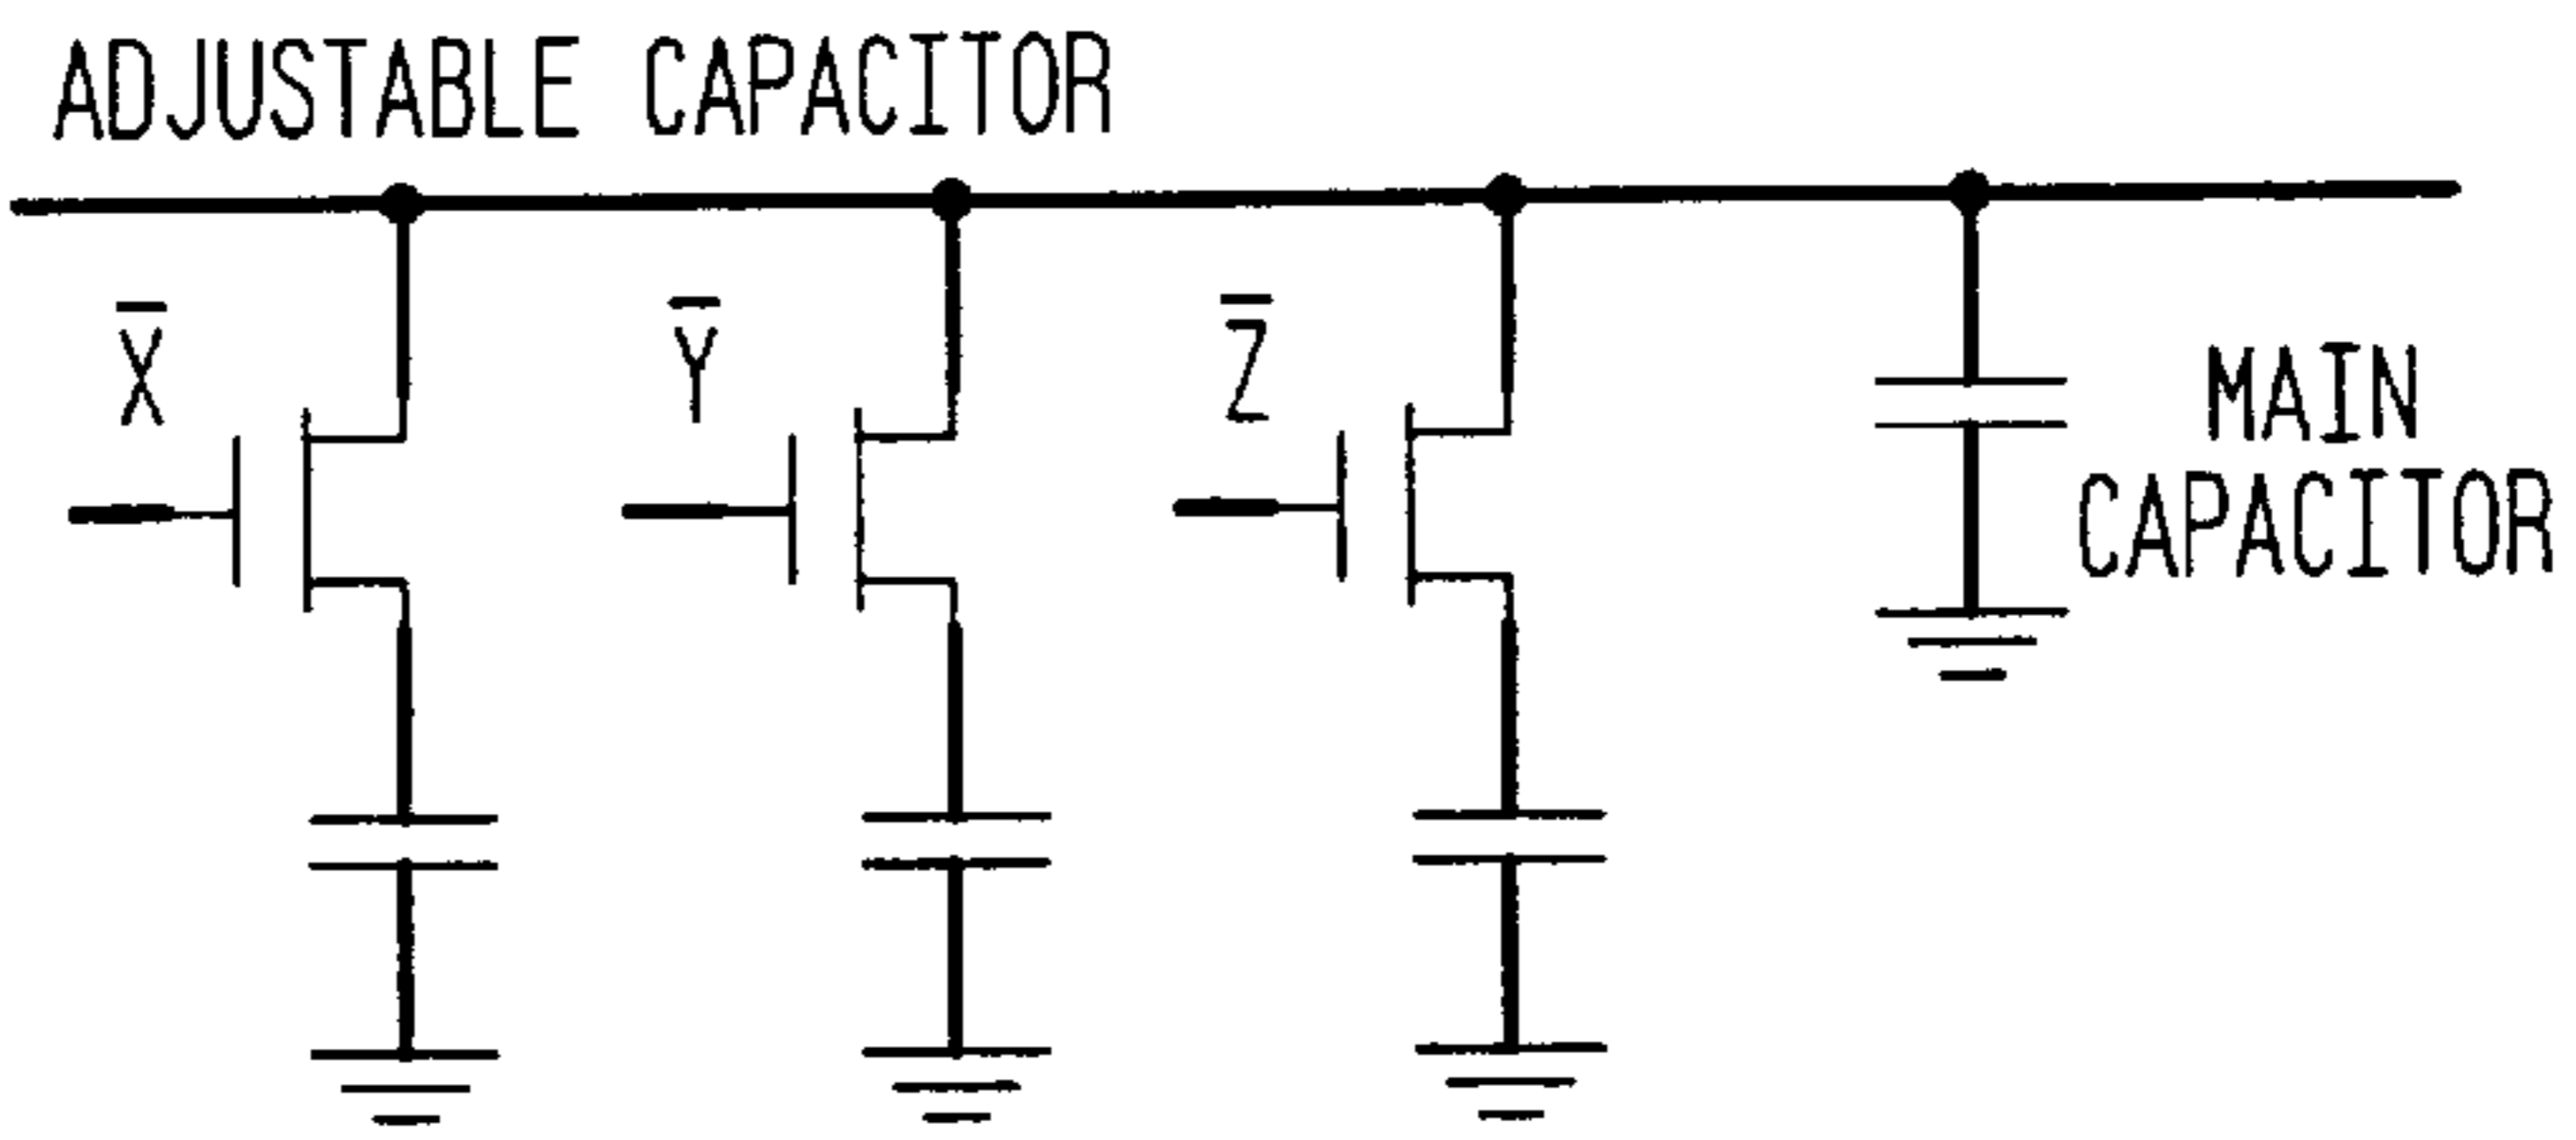 ADJUSTABLE CAPACITOR
X̅
Y̅
Z̅
MAIN
CAPACITOR